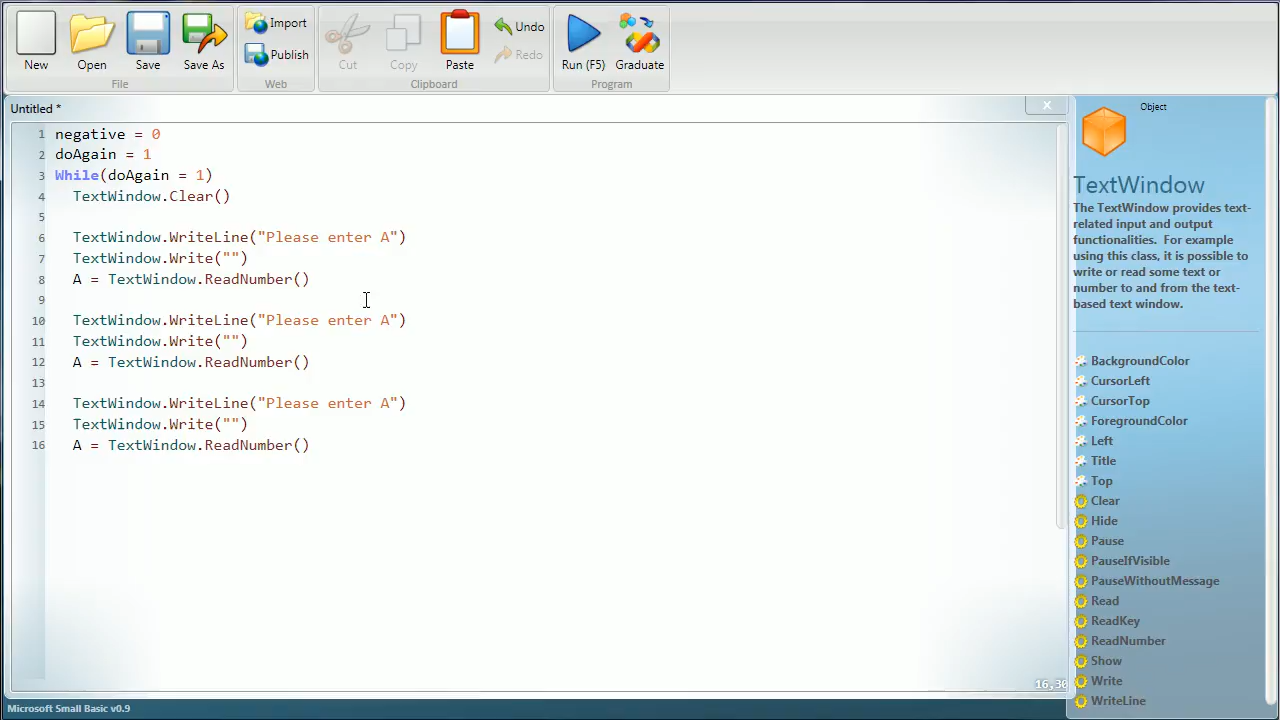 New
Open
Save
Save As
File
Import
Publish
Web
Cut
Copy
Paste
Undo
Redo
Clipboard
Run (F5)
Graduate
Program
Untitled *
1 negative = 0
2 doAgain = 1
3 While(doAgain = 1)
4 TextWindow.Clear()
5
6 TextWindow.WriteLine("Please enter A")
7 TextWindow.Write("")
8 A = TextWindow.ReadNumber()
9
10 TextWindow.WriteLine("Please enter A")
11 TextWindow.Write("")
12 A = TextWindow.ReadNumber()
13
14 TextWindow.WriteLine("Please enter A")
15 TextWindow.Write("")
16 A = TextWindow.ReadNumber()
Object
TextWindow
The TextWindow provides text-
related input and output
functionalities. For example
using this class, it is possible to
write or read some text or
number to and from the text-
based text window.
BackgroundColor
CursorLeft
CursorTop
ForegroundColor
Left
Title
Top
Clear
Hide
Pause
PauseIfVisible
PauseWithoutMessage
Read
ReadKey
ReadNumber
Show
Write
WriteLine
Microsoft Small Basic v0.9